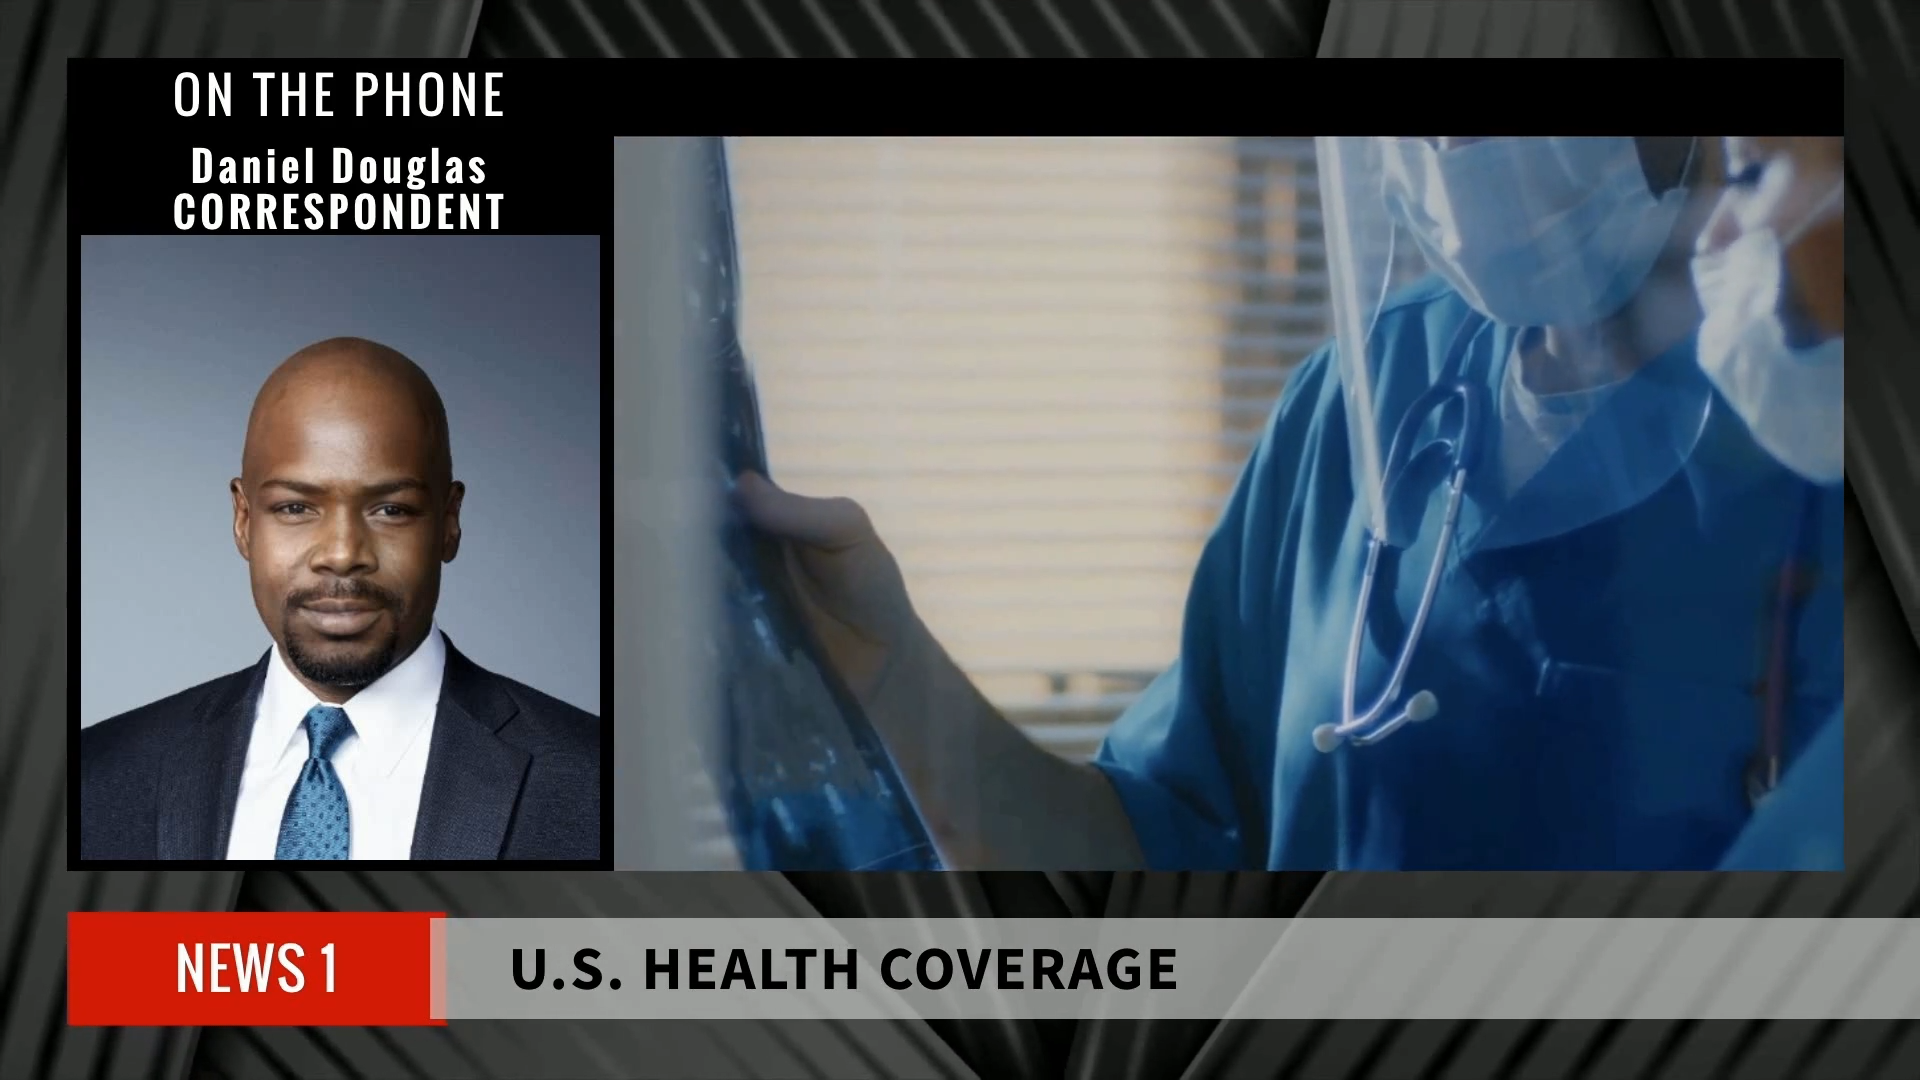 ON THE PHONE
Daniel Douglas
CORRESPONDENT
NEWS 1
U.S. HEALTH COVERAGE